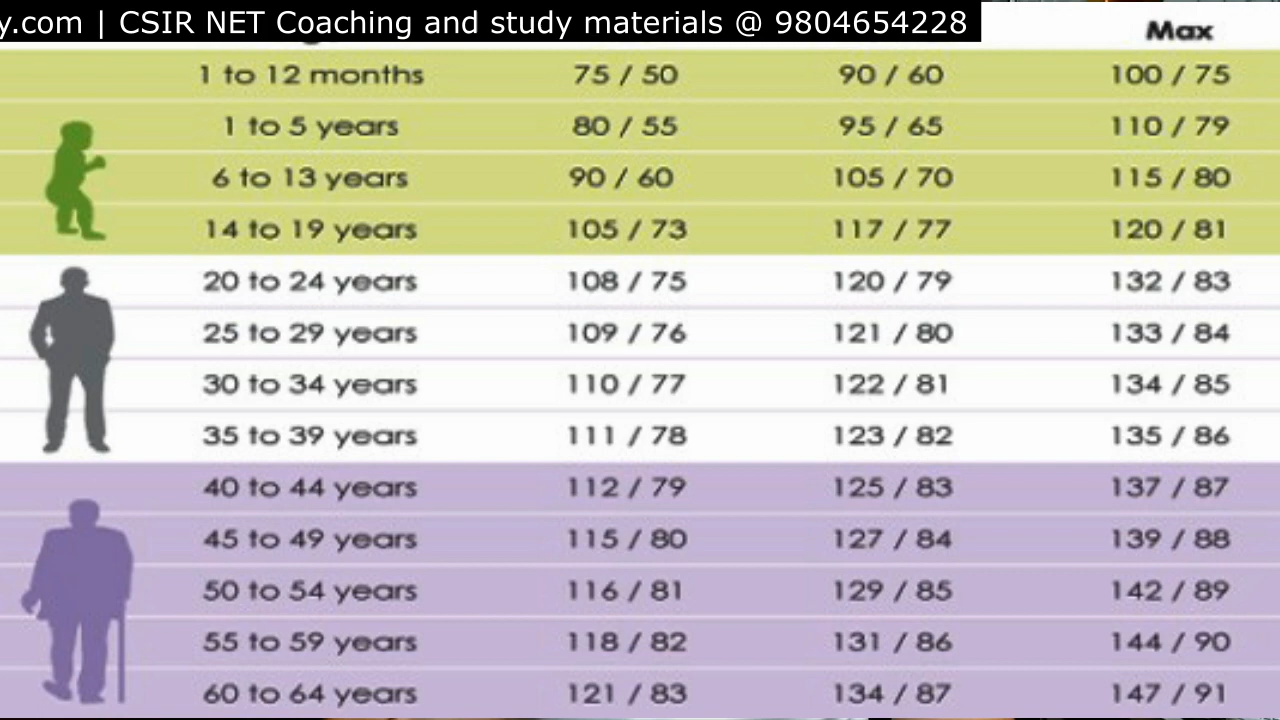 y.com | CSIR NET Coaching and study materials @ 9804654228
Max
1 to 12 months 75 / 50 90 / 60 100 / 75
1 to 5 years 80 / 55 95 / 65 110 / 79
6 to 13 years 90 / 60 105 / 70 115 / 80
14 to 19 years 105 / 73 117 / 77 120 / 81
20 to 24 years 108 / 75 120 / 79 132 / 83
25 to 29 years 109 / 76 121 / 80 133 / 84
30 to 34 years 110 / 77 122 / 81 134 / 85
35 to 39 years 111 / 78 123 / 82 135 / 86
40 to 44 years 112 / 79 125 / 83 137 / 87
45 to 49 years 115 / 80 127 / 84 139 / 88
50 to 54 years 116 / 81 129 / 85 142 / 89
55 to 59 years 118 / 82 131 / 86 144 / 90
60 to 64 years 121 / 83 134 / 87 147 / 91